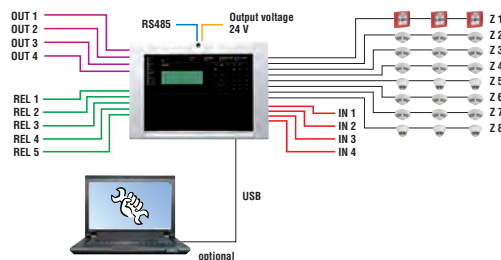 OUT 1
OUT 2
OUT 3
OUT 4
RS485
Output voltage
24 V
Z 1
Z 2
Z 3
Z 4
Z 5
Z 6
Z 7
Z 8
REL 1
REL 2
REL 3
REL 4
REL 5
IN 1
IN 2
IN 3
IN 4
USB
optional